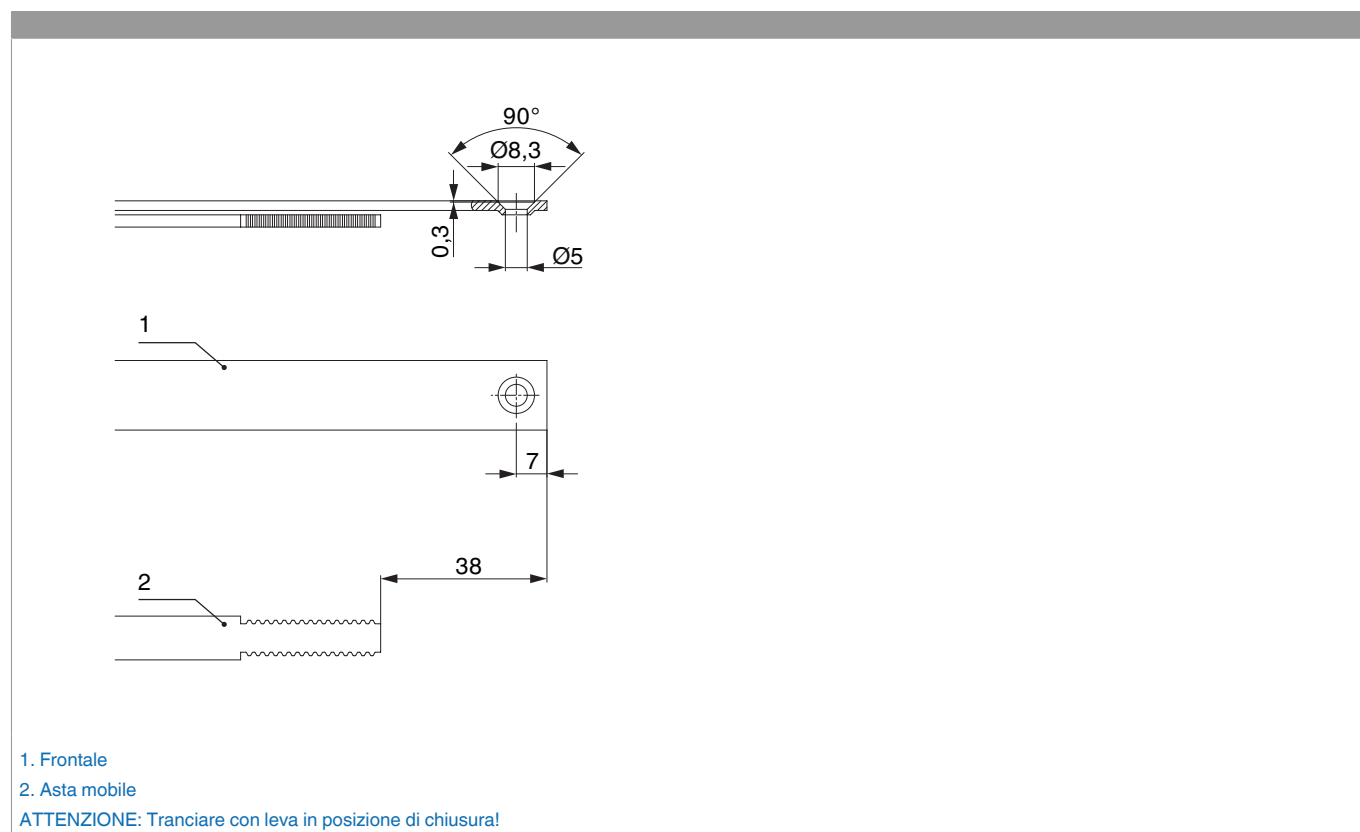 90°
Ø8,3
0,3
Ø5
1
7
38
2
1. Frontale
2. Asta mobile
ATTENZIONE: Tranciare con leva in posizione di chiusura!